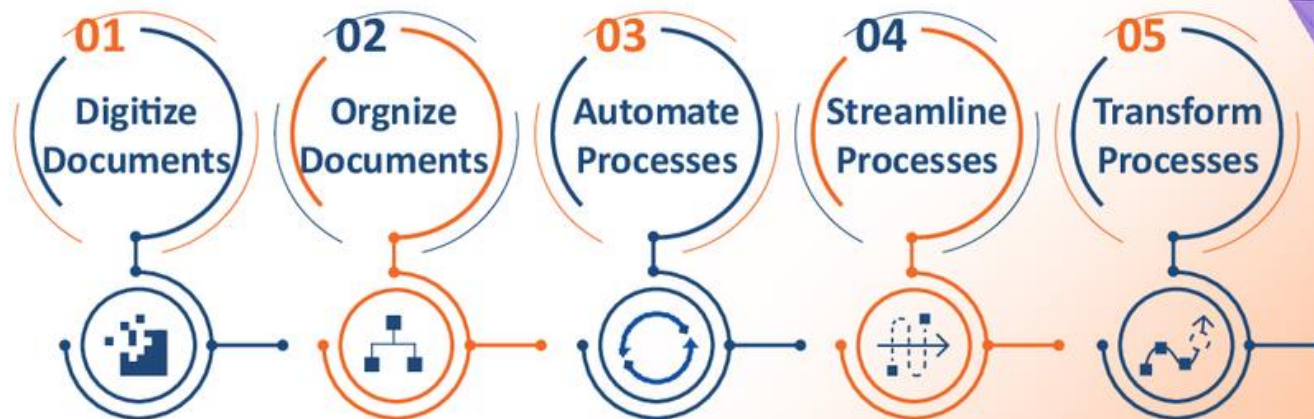 01
Digitize
Documents
02
Orgnize
Documents
03
Automate
Processes
04
Streamline
Processes
05
Transform
Processes